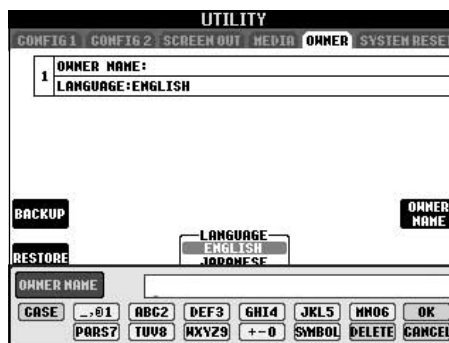 UTILITY
CONFIG 1 CONFIG 2 SCREEN OUT MEDIA OWNER SYSTEM RESET
1 OWNER NAME:
LANGUAGE:ENGLISH
BACKUP
OWNER NAME
LANGUAGE
ENGLISH
JAPANESE
RESTORE
OWNER NAME
CASE _,@1 ABC2 DEF3 GHI4 JKL5 MNO6 OK
PQRS7 TUV8 WXYZ9 +-0 SYMBOL DELETE CANCEL